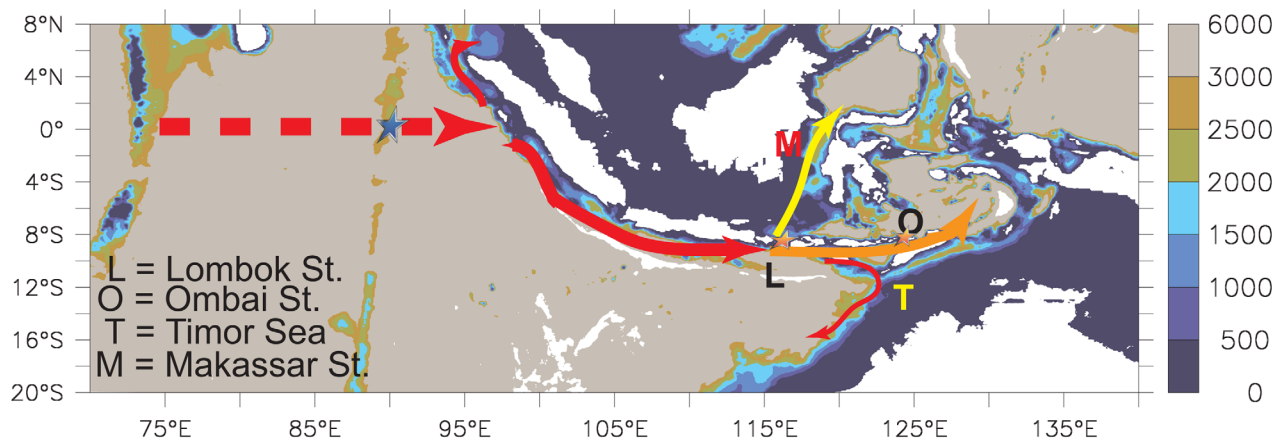 8°N
4°N
0°
4°S
8°S
12°S
16°S
20°S
M
O
L
T
L = Lombok St.
O = Ombai St.
T = Timor Sea
M = Makassar St.
75°E
85°E
95°E
105°E
115°E
125°E
135°E
6000
3000
2500
2000
1000
500
0